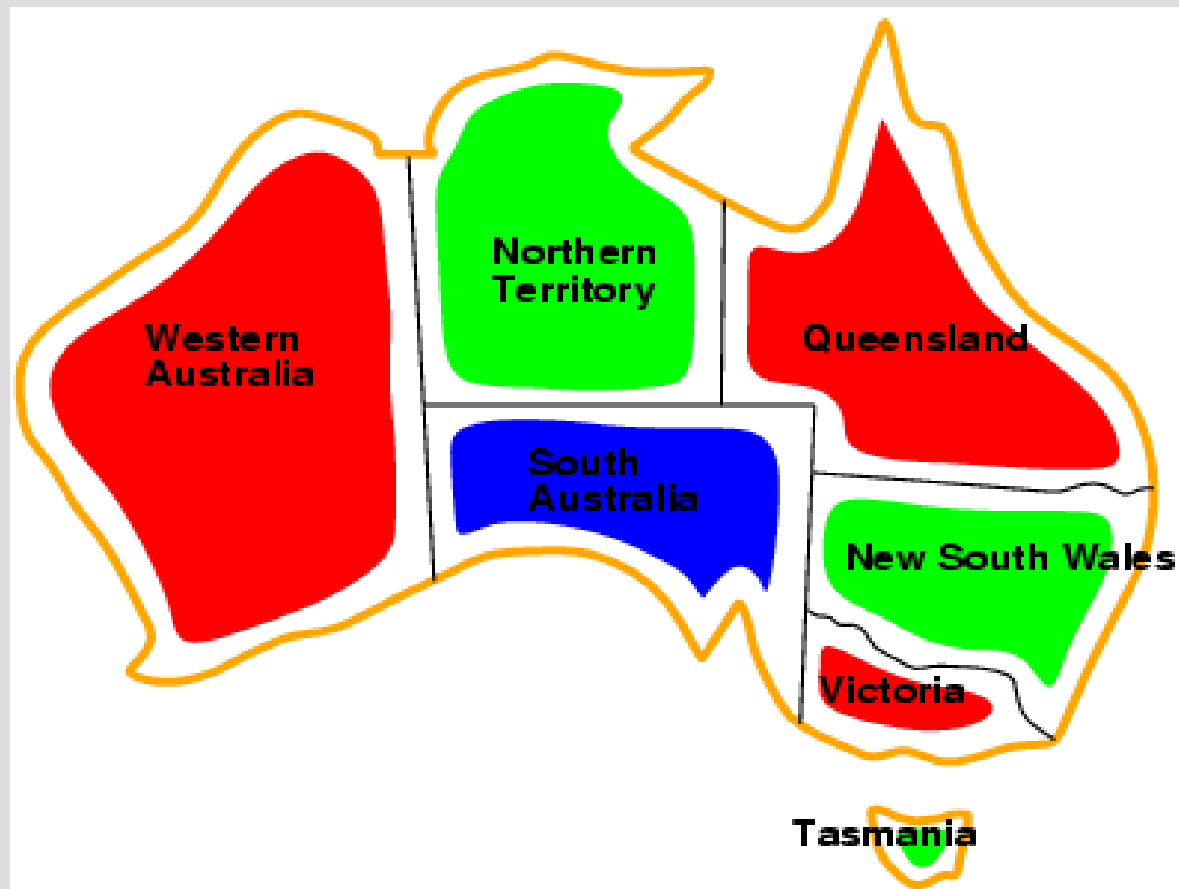 Northern
Territory
Western
Australia
Queensland
South
Australia
New South Wales
Victoria
Tasmania